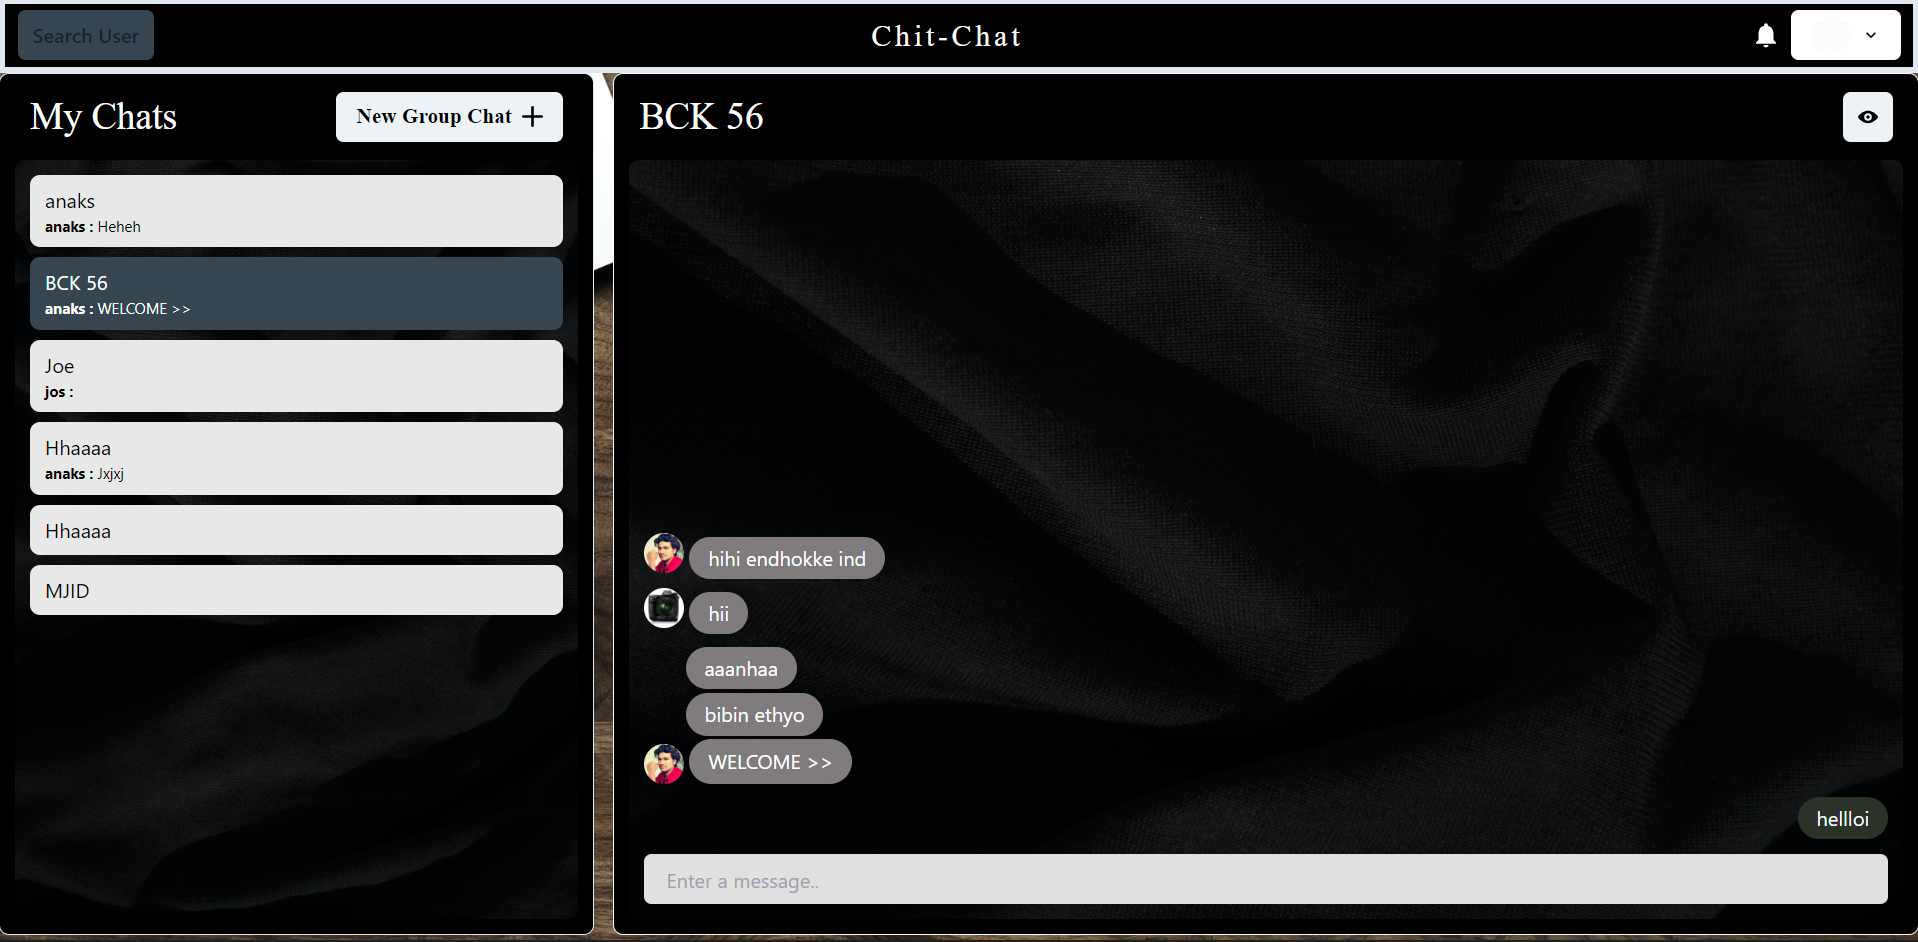 Search User
Chit-Chat
My Chats
New Group Chat
anaks
anaks : Heheh
BCK 56
anaks : WELCOME >>
Joe
jos :
Hhaaaa
anaks : Jxjxj
Hhaaaa
MJID
BCK 56
hihi endhokke ind
hii
aaanhaa
bibin ethyo
WELCOME >>
hellloi
Enter a message..